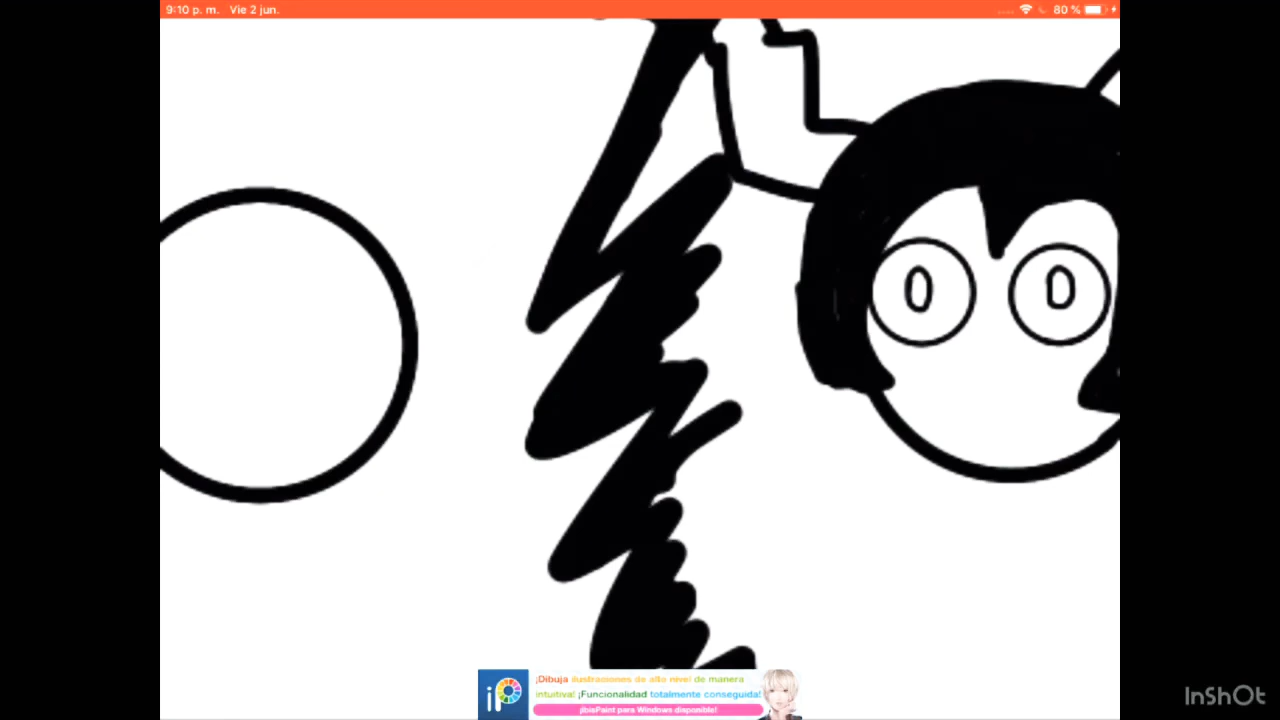 9:10 p. m. Vie 2 jun. 80 %
¡Dibuja ilustraciones de alto nivel de manera
intuitiva! ¡Funcionalidad totalmente conseguida!
¡ibisPaint para Windows disponible!
iP
InShOt